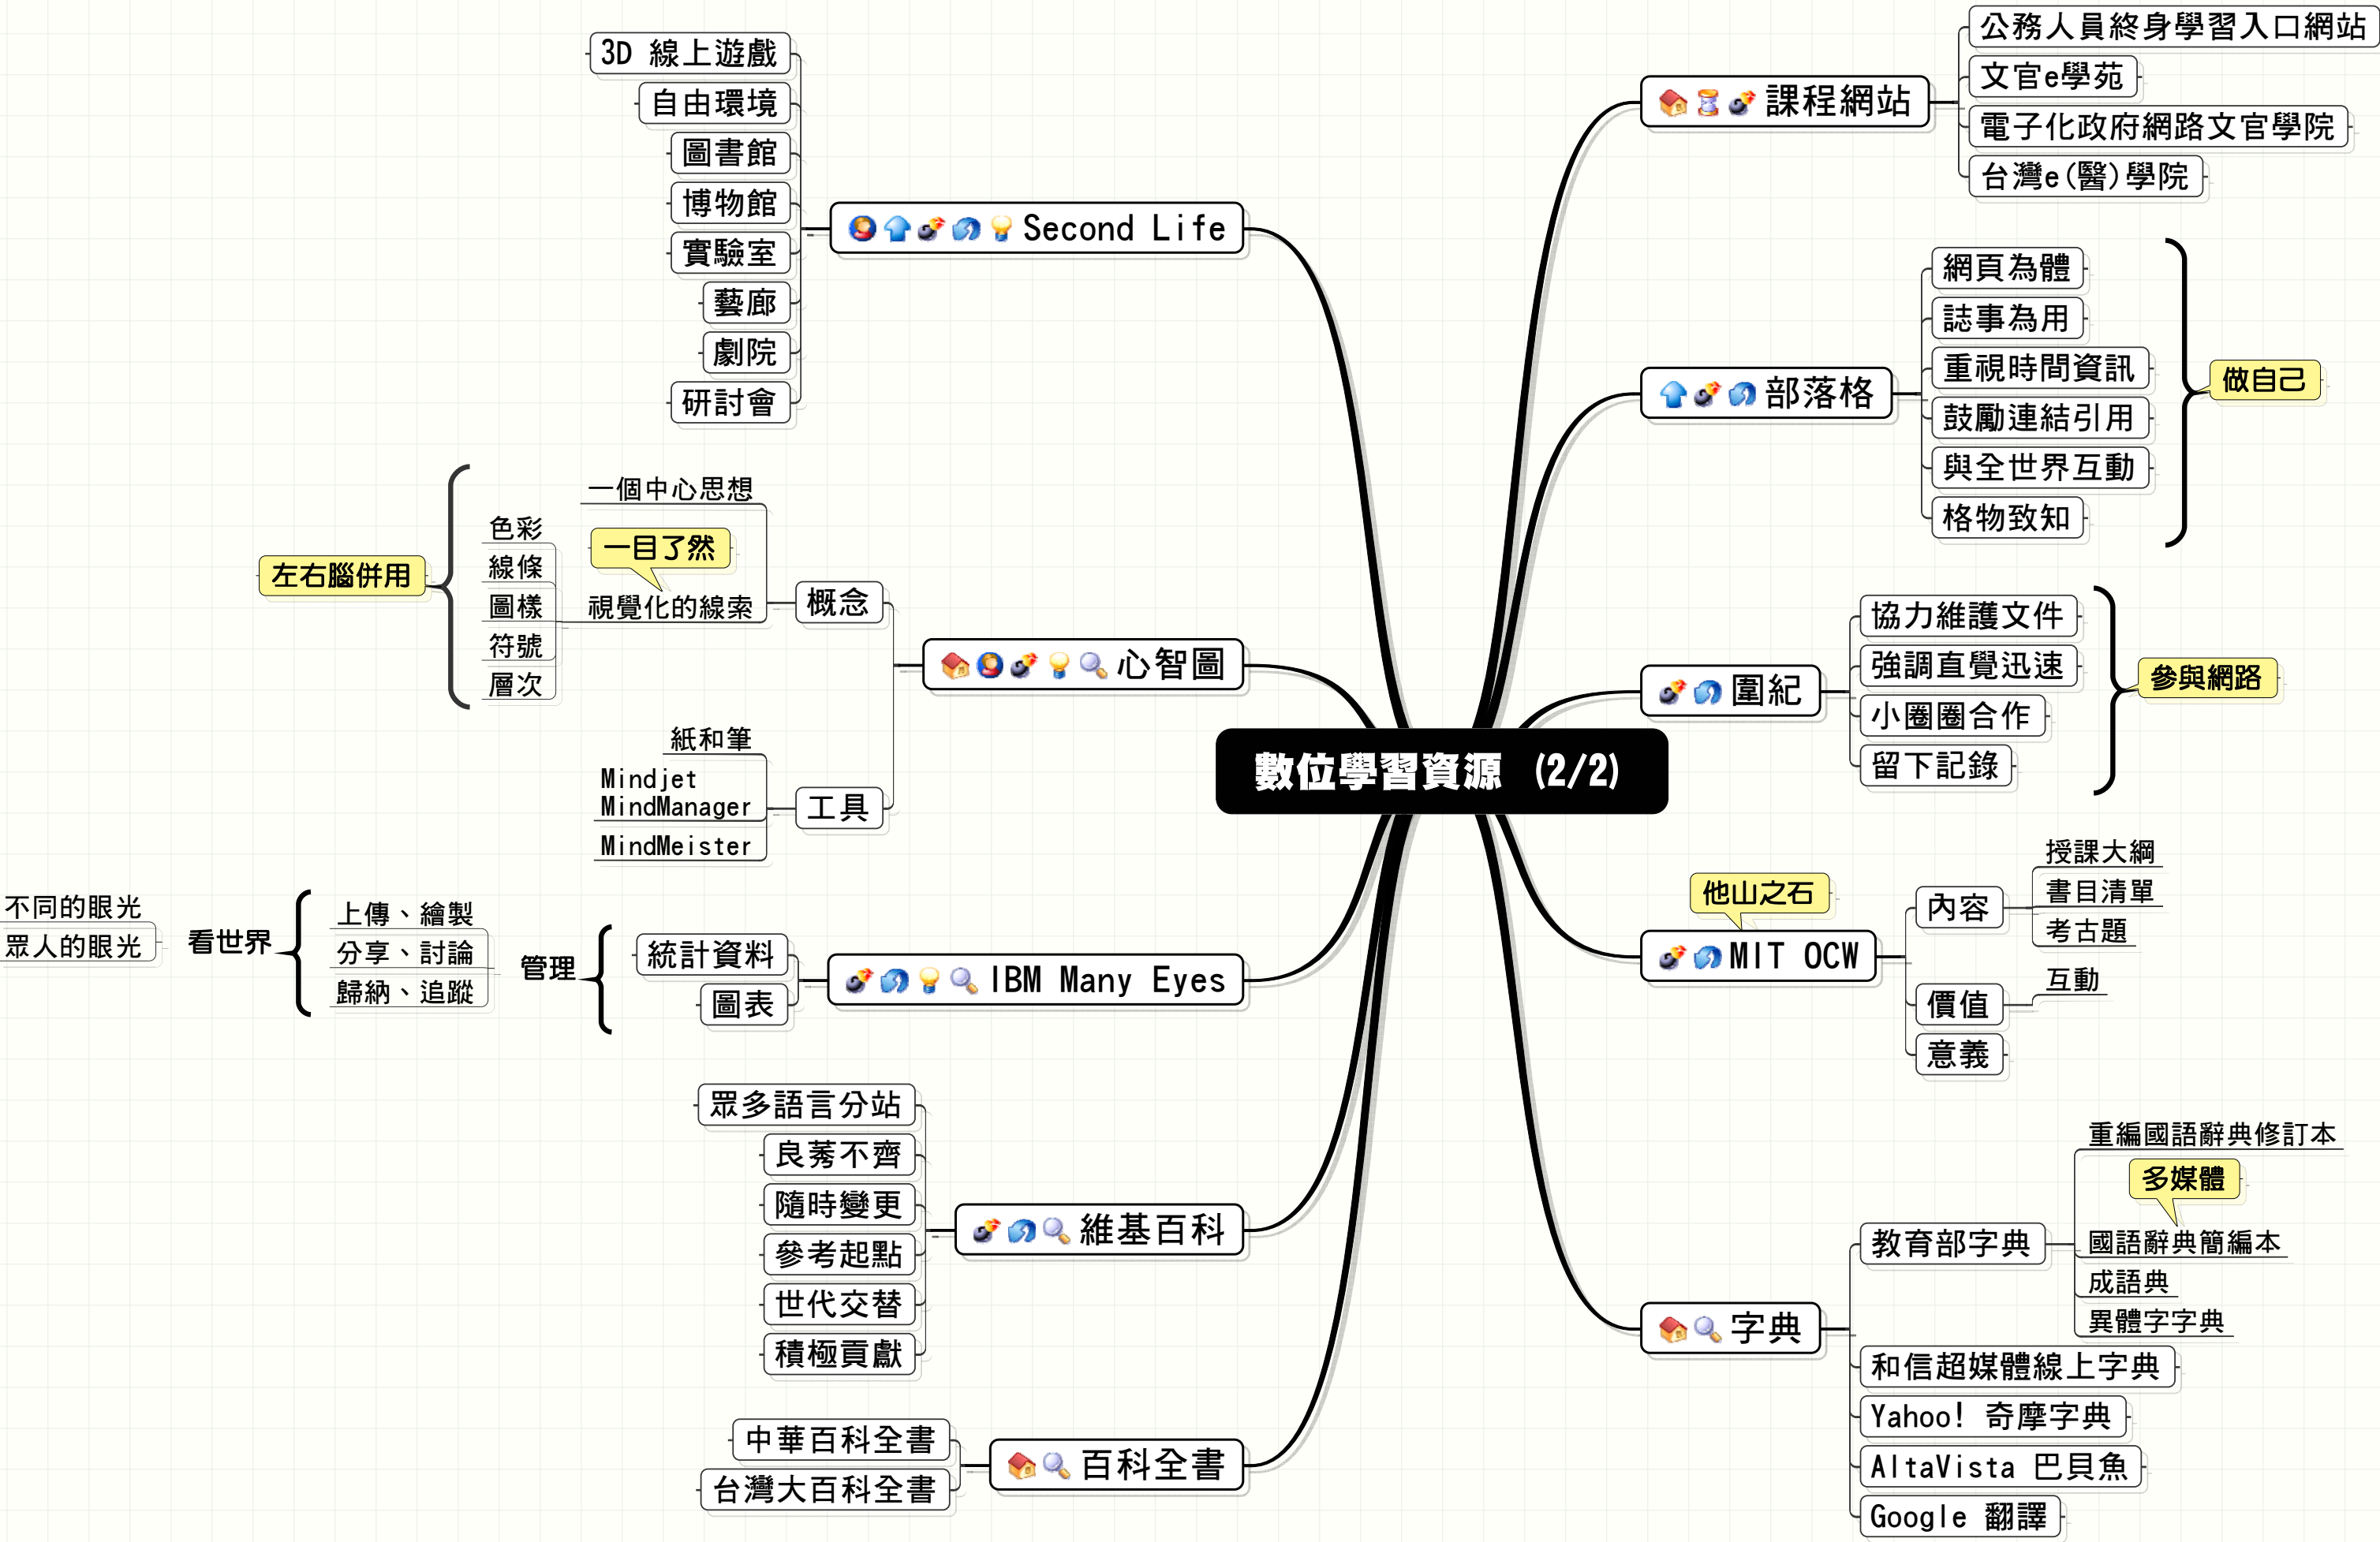 數位學習資源 (2/2)
課程網站
公務人員終身學習入口網站
文官e學苑
電子化政府網路文官學院
台灣e(醫)學院
部落格
網頁為體
誌事為用
重視時間資訊
鼓勵連結引用
與全世界互動
格物致知
做自己
圍紀
協力維護文件
強調直覺迅速
小圈圈合作
留下記錄
參與網路
他山之石
MIT OCW
內容
授課大綱
書目清單
考古題
價值
互動
意義
字典
教育部字典
重編國語辭典修訂本
多媒體
國語辭典簡編本
成語典
異體字字典
和信超媒體線上字典
Yahoo! 奇摩字典
AltaVista 巴貝魚
Google 翻譯
Second Life
3D 線上遊戲
自由環境
圖書館
博物館
實驗室
藝廊
劇院
研討會
心智圖
概念
一個中心思想
一目了然
視覺化的線索
色彩
線條
圖樣
符號
層次
左右腦併用
工具
紙和筆
Mindjet
MindManager
MindMeister
IBM Many Eyes
統計資料
圖表
管理
上傳、繪製
分享、討論
歸納、追蹤
看世界
不同的眼光
眾人的眼光
維基百科
眾多語言分站
良莠不齊
隨時變更
參考起點
世代交替
積極貢獻
百科全書
中華百科全書
台灣大百科全書